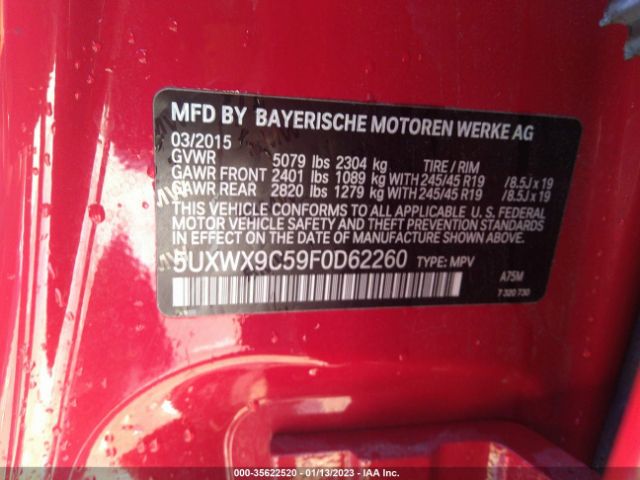 MFD BY BAYERISCHE MOTOREN WERKE AG
03/2015
GVWR 5079 lbs 2304 kg TIRE / RIM
GAWR FRONT 2401 lbs 1089 kg WITH 245/45 R19 / 8.5J x 19
GAWR REAR 2820 lbs 1279 kg WITH 245/45 R19 / 8.5J x 19
THIS VEHICLE CONFORMS TO ALL APPLICABLE U. S. FEDERAL
MOTOR VEHICLE SAFETY, BUMPER, AND THEFT PREVENTION
STANDARDS IN EFFECT ON THE DATE OF MANUFACTURE SHOWN ABOVE.
5UXWX9C59F0D62260 TYPE: MPV
A75M
7 320 730
000-35622520 | 01/13/2023 | IAA Inc.